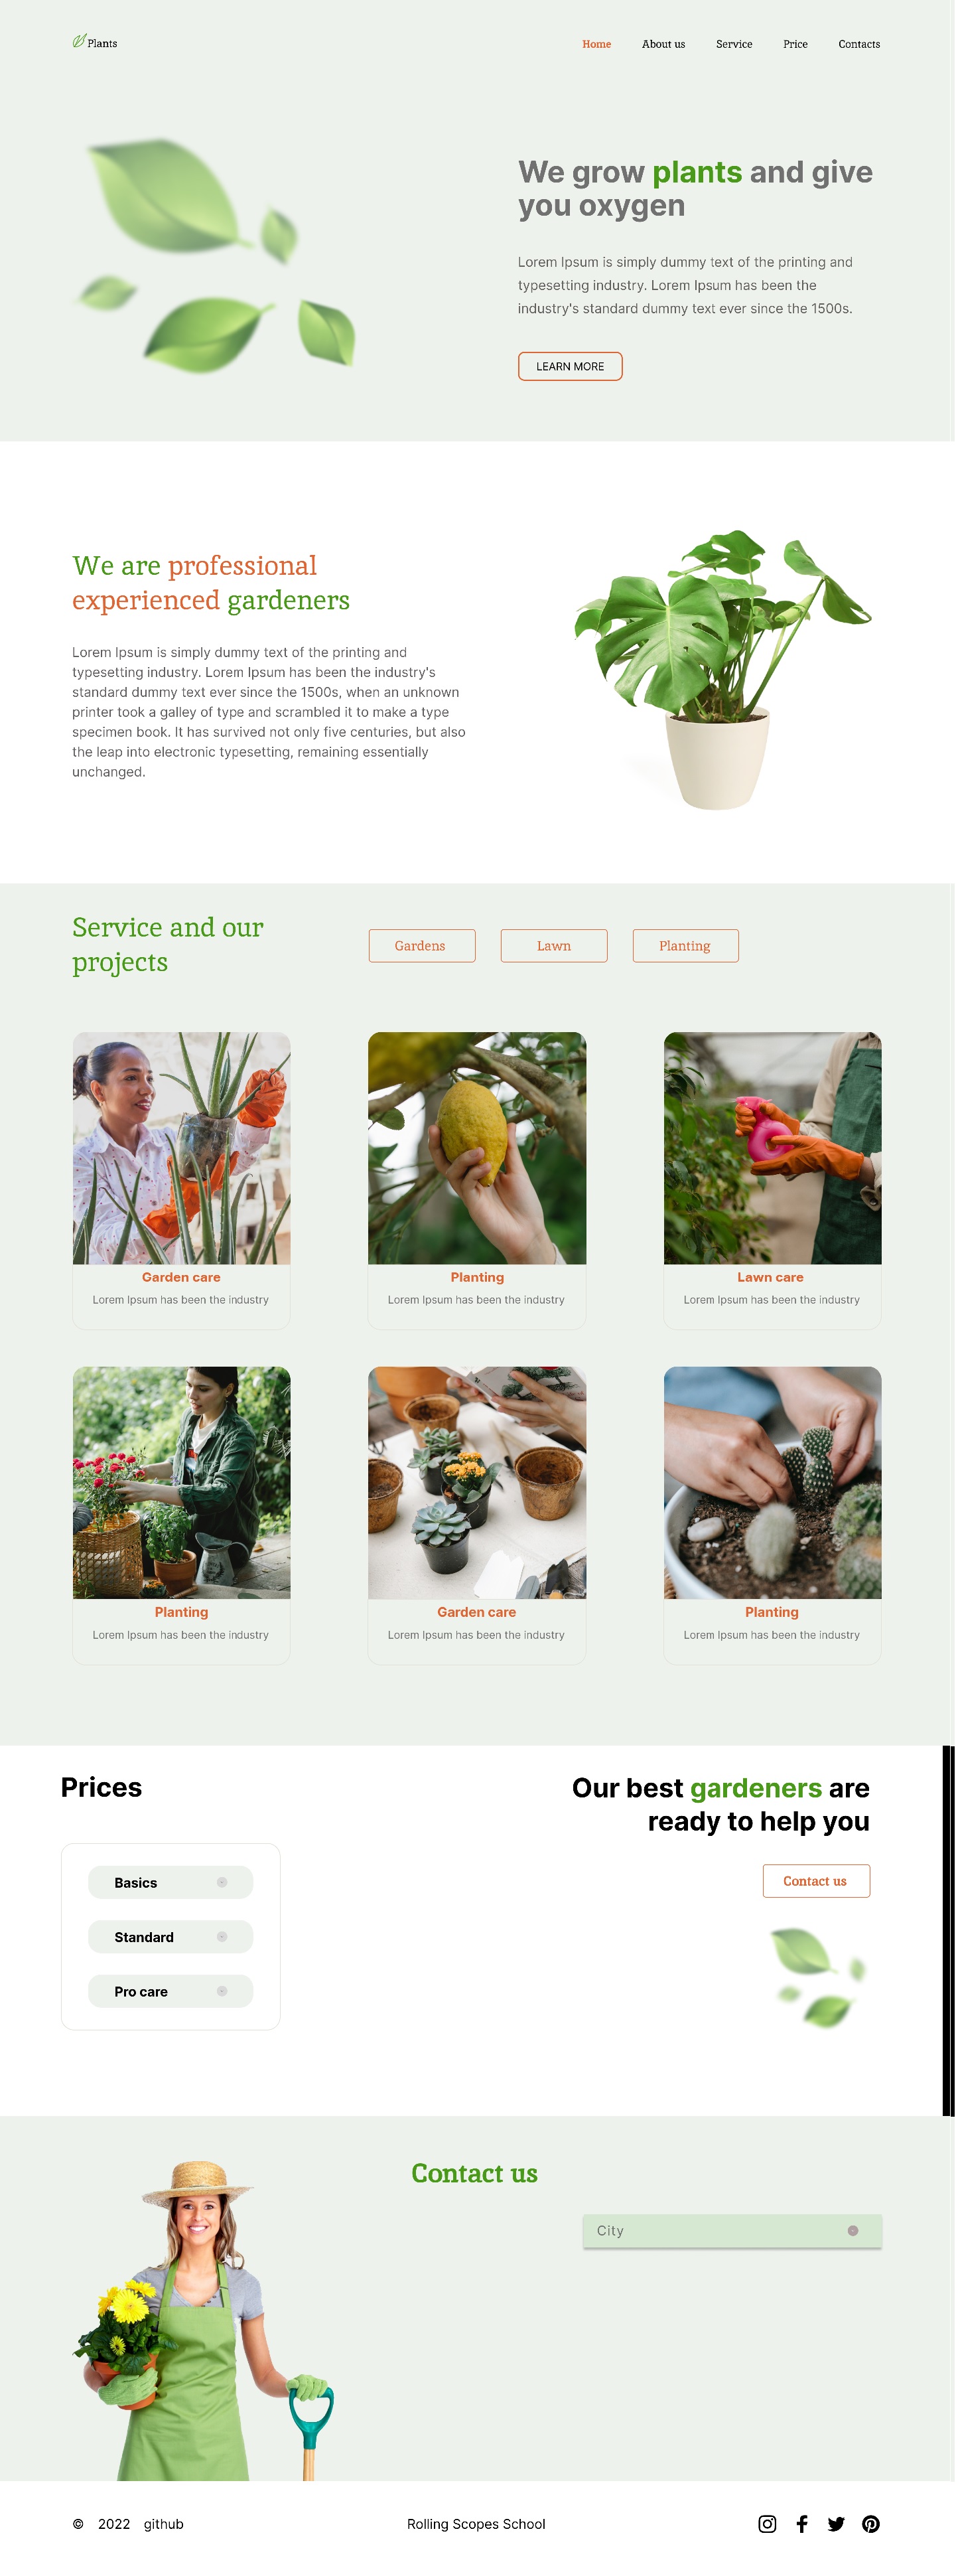 Plants
Home About us Service Price Contacts
We grow plants and give
you oxygen
Lorem Ipsum is simply dummy text of the printing and
typesetting industry. Lorem Ipsum has been the
industry's standard dummy text ever since the 1500s.
LEARN MORE
We are professional
experienced gardeners
Lorem Ipsum is simply dummy text of the printing and
typesetting industry. Lorem Ipsum has been the industry's
standard dummy text ever since the 1500s, when an unknown
printer took a galley of type and scrambled it to make a type
specimen book. It has survived not only five centuries, but also
the leap into electronic typesetting, remaining essentially
unchanged.
Service and our
projects
Gardens
Lawn
Planting
Garden care
Lorem Ipsum has been the industry
Planting
Lorem Ipsum has been the industry
Lawn care
Lorem Ipsum has been the industry
Planting
Lorem Ipsum has been the industry
Garden care
Lorem Ipsum has been the industry
Planting
Lorem Ipsum has been the industry
Prices
Basics
Standard
Pro care
Our best gardeners are
ready to help you
Contact us
Contact us
City
© 2022 github
Rolling Scopes School